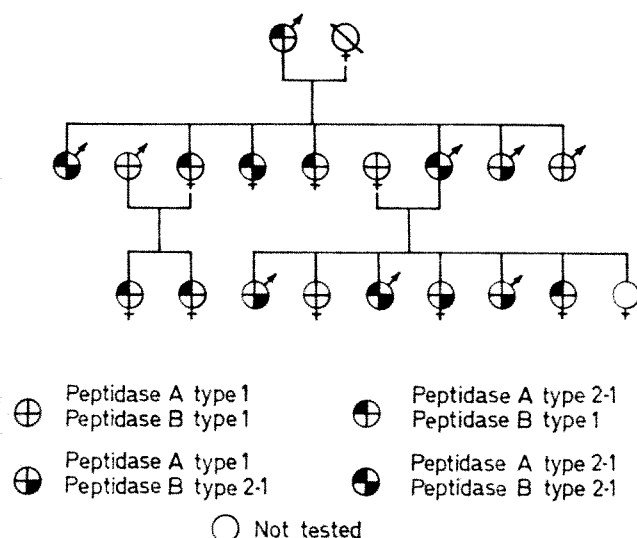 Peptidase A type 1
Peptidase B type 1
Peptidase A type 2-1
Peptidase B type 1
Peptidase A type 1
Peptidase B type 2-1
Peptidase A type 2-1
Peptidase B type 2-1
Not tested